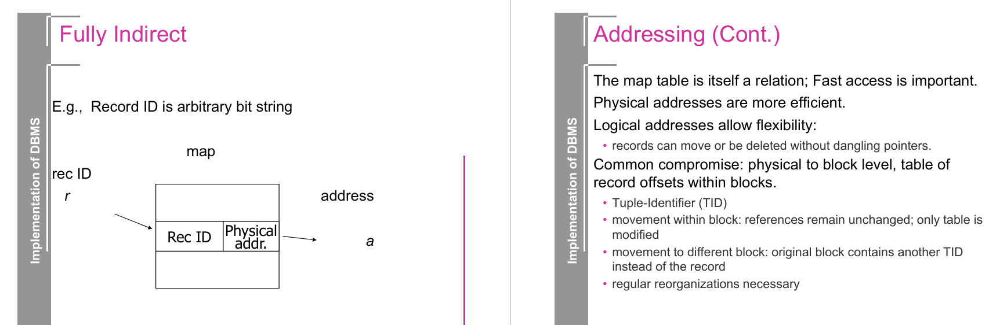 Fully Indirect
Implementation of DBMS
E.g., Record ID is arbitrary bit string
map
rec ID
r
address
Rec ID
Physical
addr.
a
Addressing (Cont.)
Implementation of DBMS
The map table is itself a relation; Fast access is important.
Physical addresses are more efficient.
Logical addresses allow flexibility:
• records can move or be deleted without dangling pointers.
Common compromise: physical to block level, table of
record offsets within blocks.
• Tuple-Identifier (TID)
• movement within block: references remain unchanged; only table is
modified
• movement to different block: original block contains another TID
instead of the record
• regular reorganizations necessary